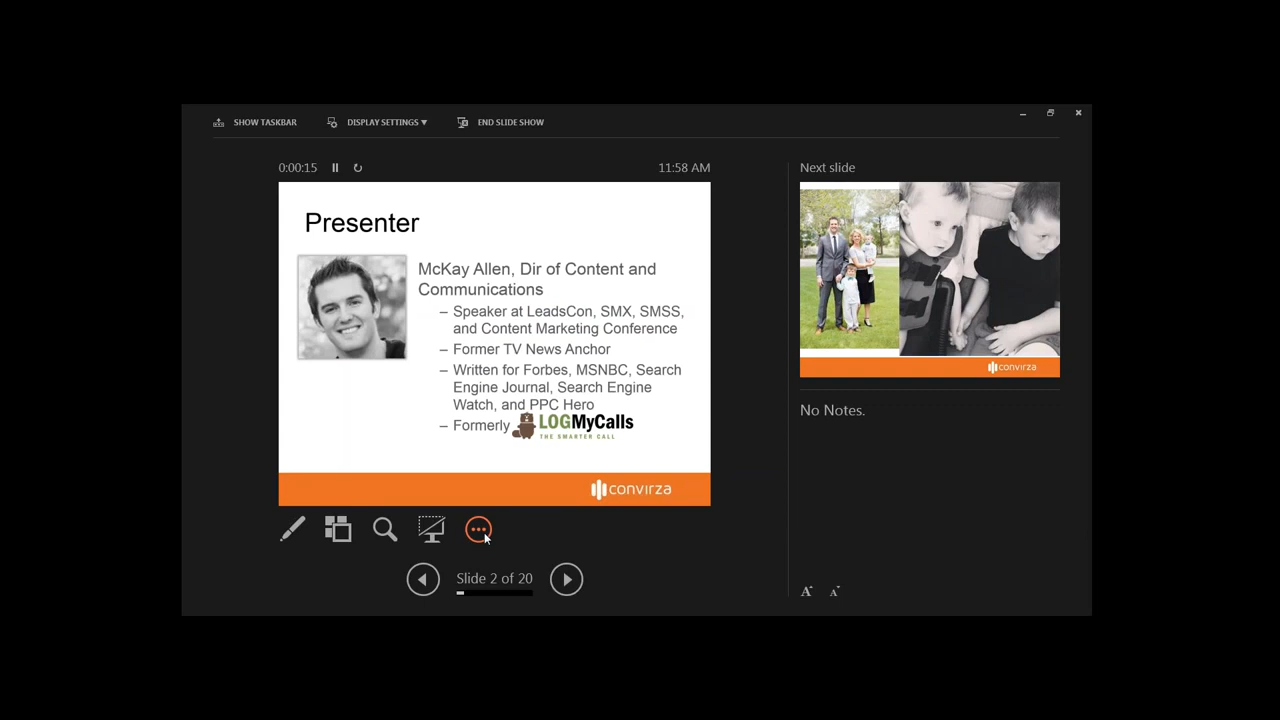 SHOW TASKBAR
DISPLAY SETTINGS ▼
END SLIDE SHOW
0:00:15
11:58 AM
Presenter
McKay Allen, Dir of Content and
Communications
– Speaker at LeadsCon, SMX, SMSS,
and Content Marketing Conference
– Former TV News Anchor
– Written for Forbes, MSNBC, Search
Engine Journal, Search Engine
Watch, and PPC Hero
– Formerly LOGMyCalls
THE SMARTER CALL
convirza
Slide 2 of 20
Next slide
convirza
No Notes.
A A